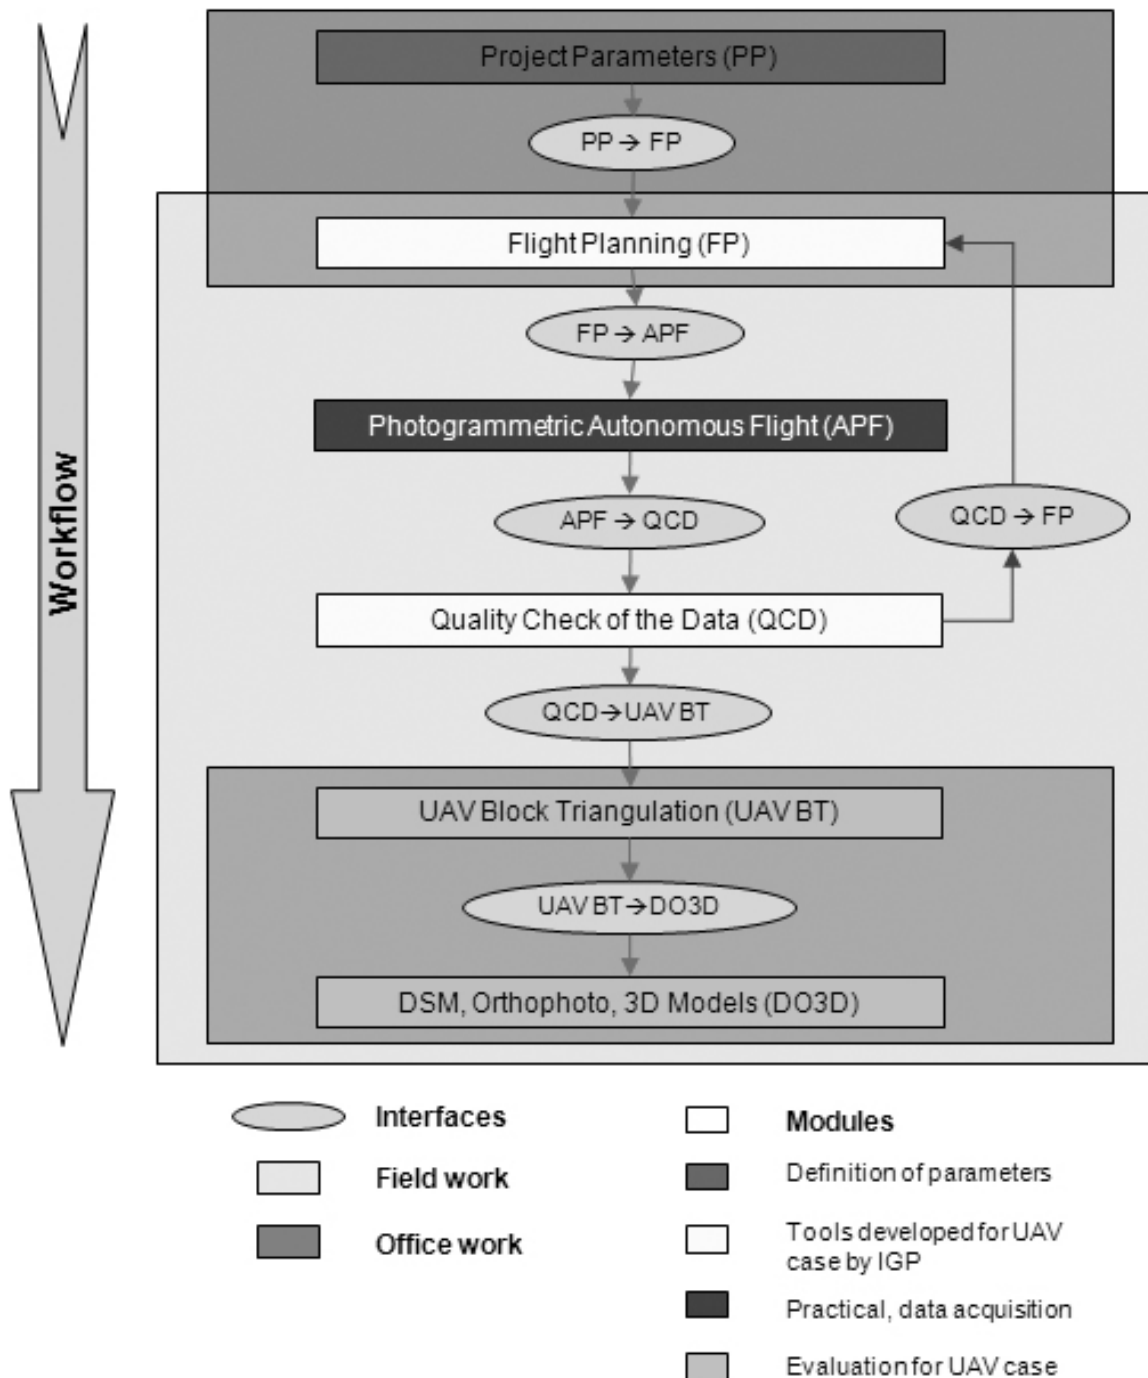 Project Parameters (PP)
PP → FP
Flight Planning (FP)
FP → APF
Photogrammetric Autonomous Flight (APF)
APF → QCD
QCD → FP
Quality Check of the Data (QCD)
QCD→UAV BT
UAV Block Triangulation (UAV BT)
UAV BT→DO3D
DSM, Orthophoto, 3D Models (DO3D)
Workflow
Interfaces
Field work
Office work
Modules
Definition of parameters
Tools developed for UAV
case by IGP
Practical, data acquisition
Evaluation for UAV case